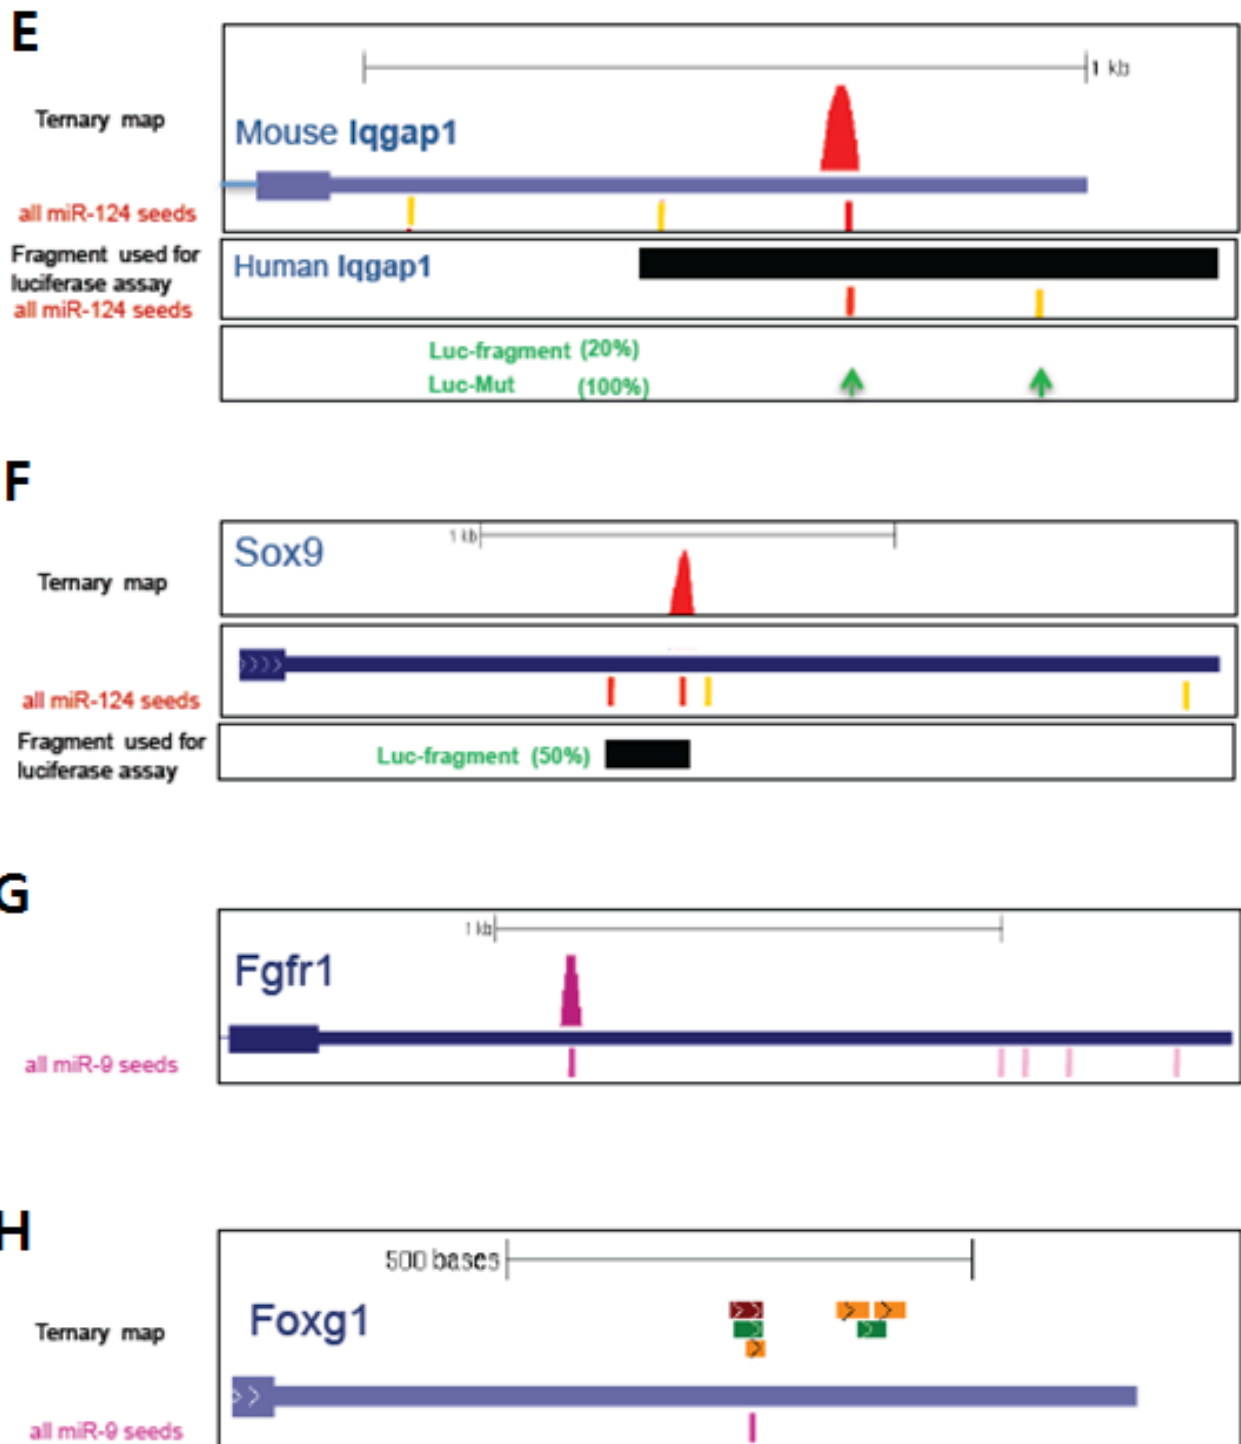 E
1 kb
Ternary map
Mouse Iqgap1
all miR-124 seeds
Fragment used for
luciferase assay
Human Iqgap1
all miR-124 seeds
Luc-fragment (20%)
Luc-Mut (100%)
F
1 kb
Sox9
Ternary map
all miR-124 seeds
Fragment used for
luciferase assay
Luc-fragment (50%)
G
1 kb
Fgfr1
all miR-9 seeds
H
500 bases
Foxg1
Ternary map
all miR-9 seeds